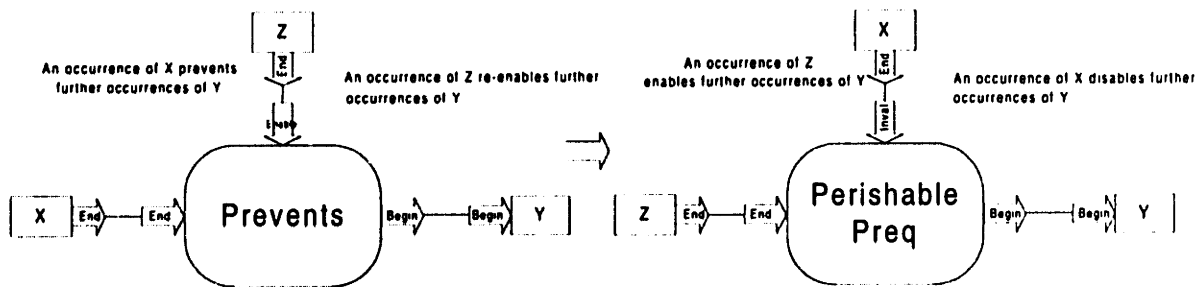 Z
End
An occurrence of X prevents
further occurrences of Y
An occurrence of Z re-enables further
occurrences of Y
Enable
X
End
End
Prevents
Begin
Begin
Y
X
End
An occurrence of Z
enables further occurrences of Y
An occurrence of X disables further
occurrences of Y
Inval
Z
End
End
Perishable
Preq
Begin
Begin
Y